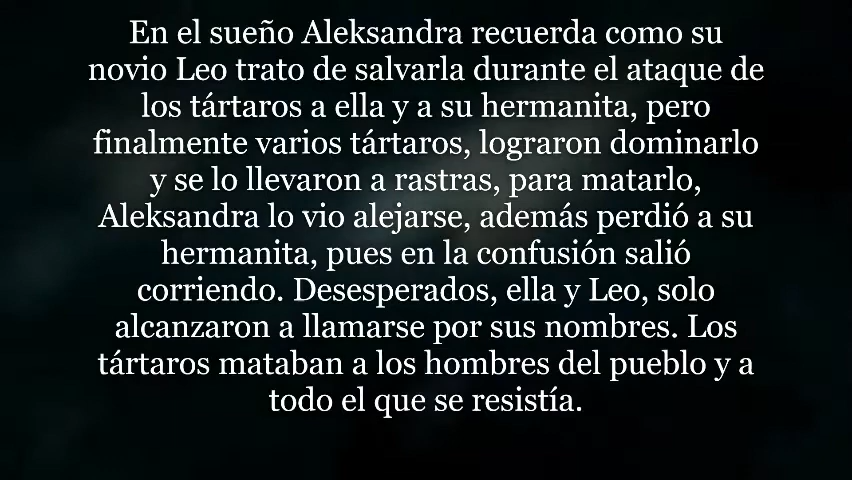 En el sueño Aleksandra recuerda como su
novio Leo trato de salvarla durante el ataque de
los tártaros a ella y a su hermanita, pero
finalmente varios tártaros, lograron dominarlo
y se lo llevaron a rastras, para matarlo,
Aleksandra lo vio alejarse, además perdió a su
hermanita, pues en la confusión salió
corriendo. Desesperados, ella y Leo, solo
alcanzaron a llamarse por sus nombres. Los
tártaros mataban a los hombres del pueblo y a
todo el que se resistía.